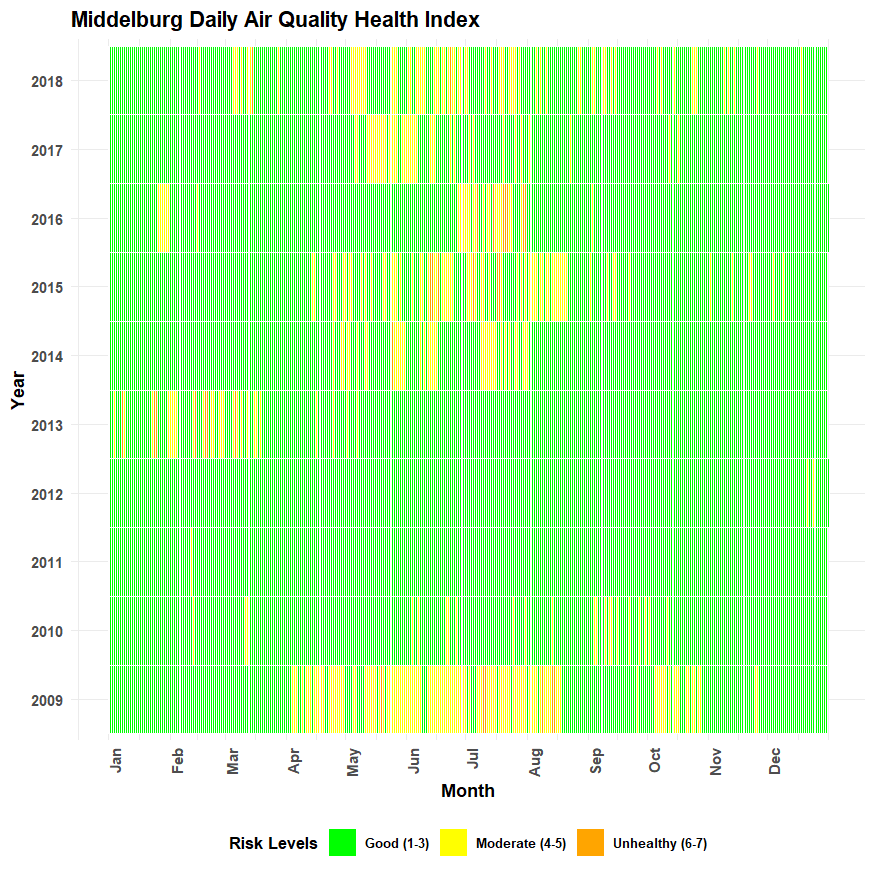 Middelburg Daily Air Quality Health Index
2018
2017
2016
2015
2014
2013
2012
2011
2010
2009
Year
Jan
Feb
Mar
Apr
May
Jun
Jul
Aug
Sep
Oct
Nov
Dec
Month
Risk Levels Good (1-3) Moderate (4-5) Unhealthy (6-7)